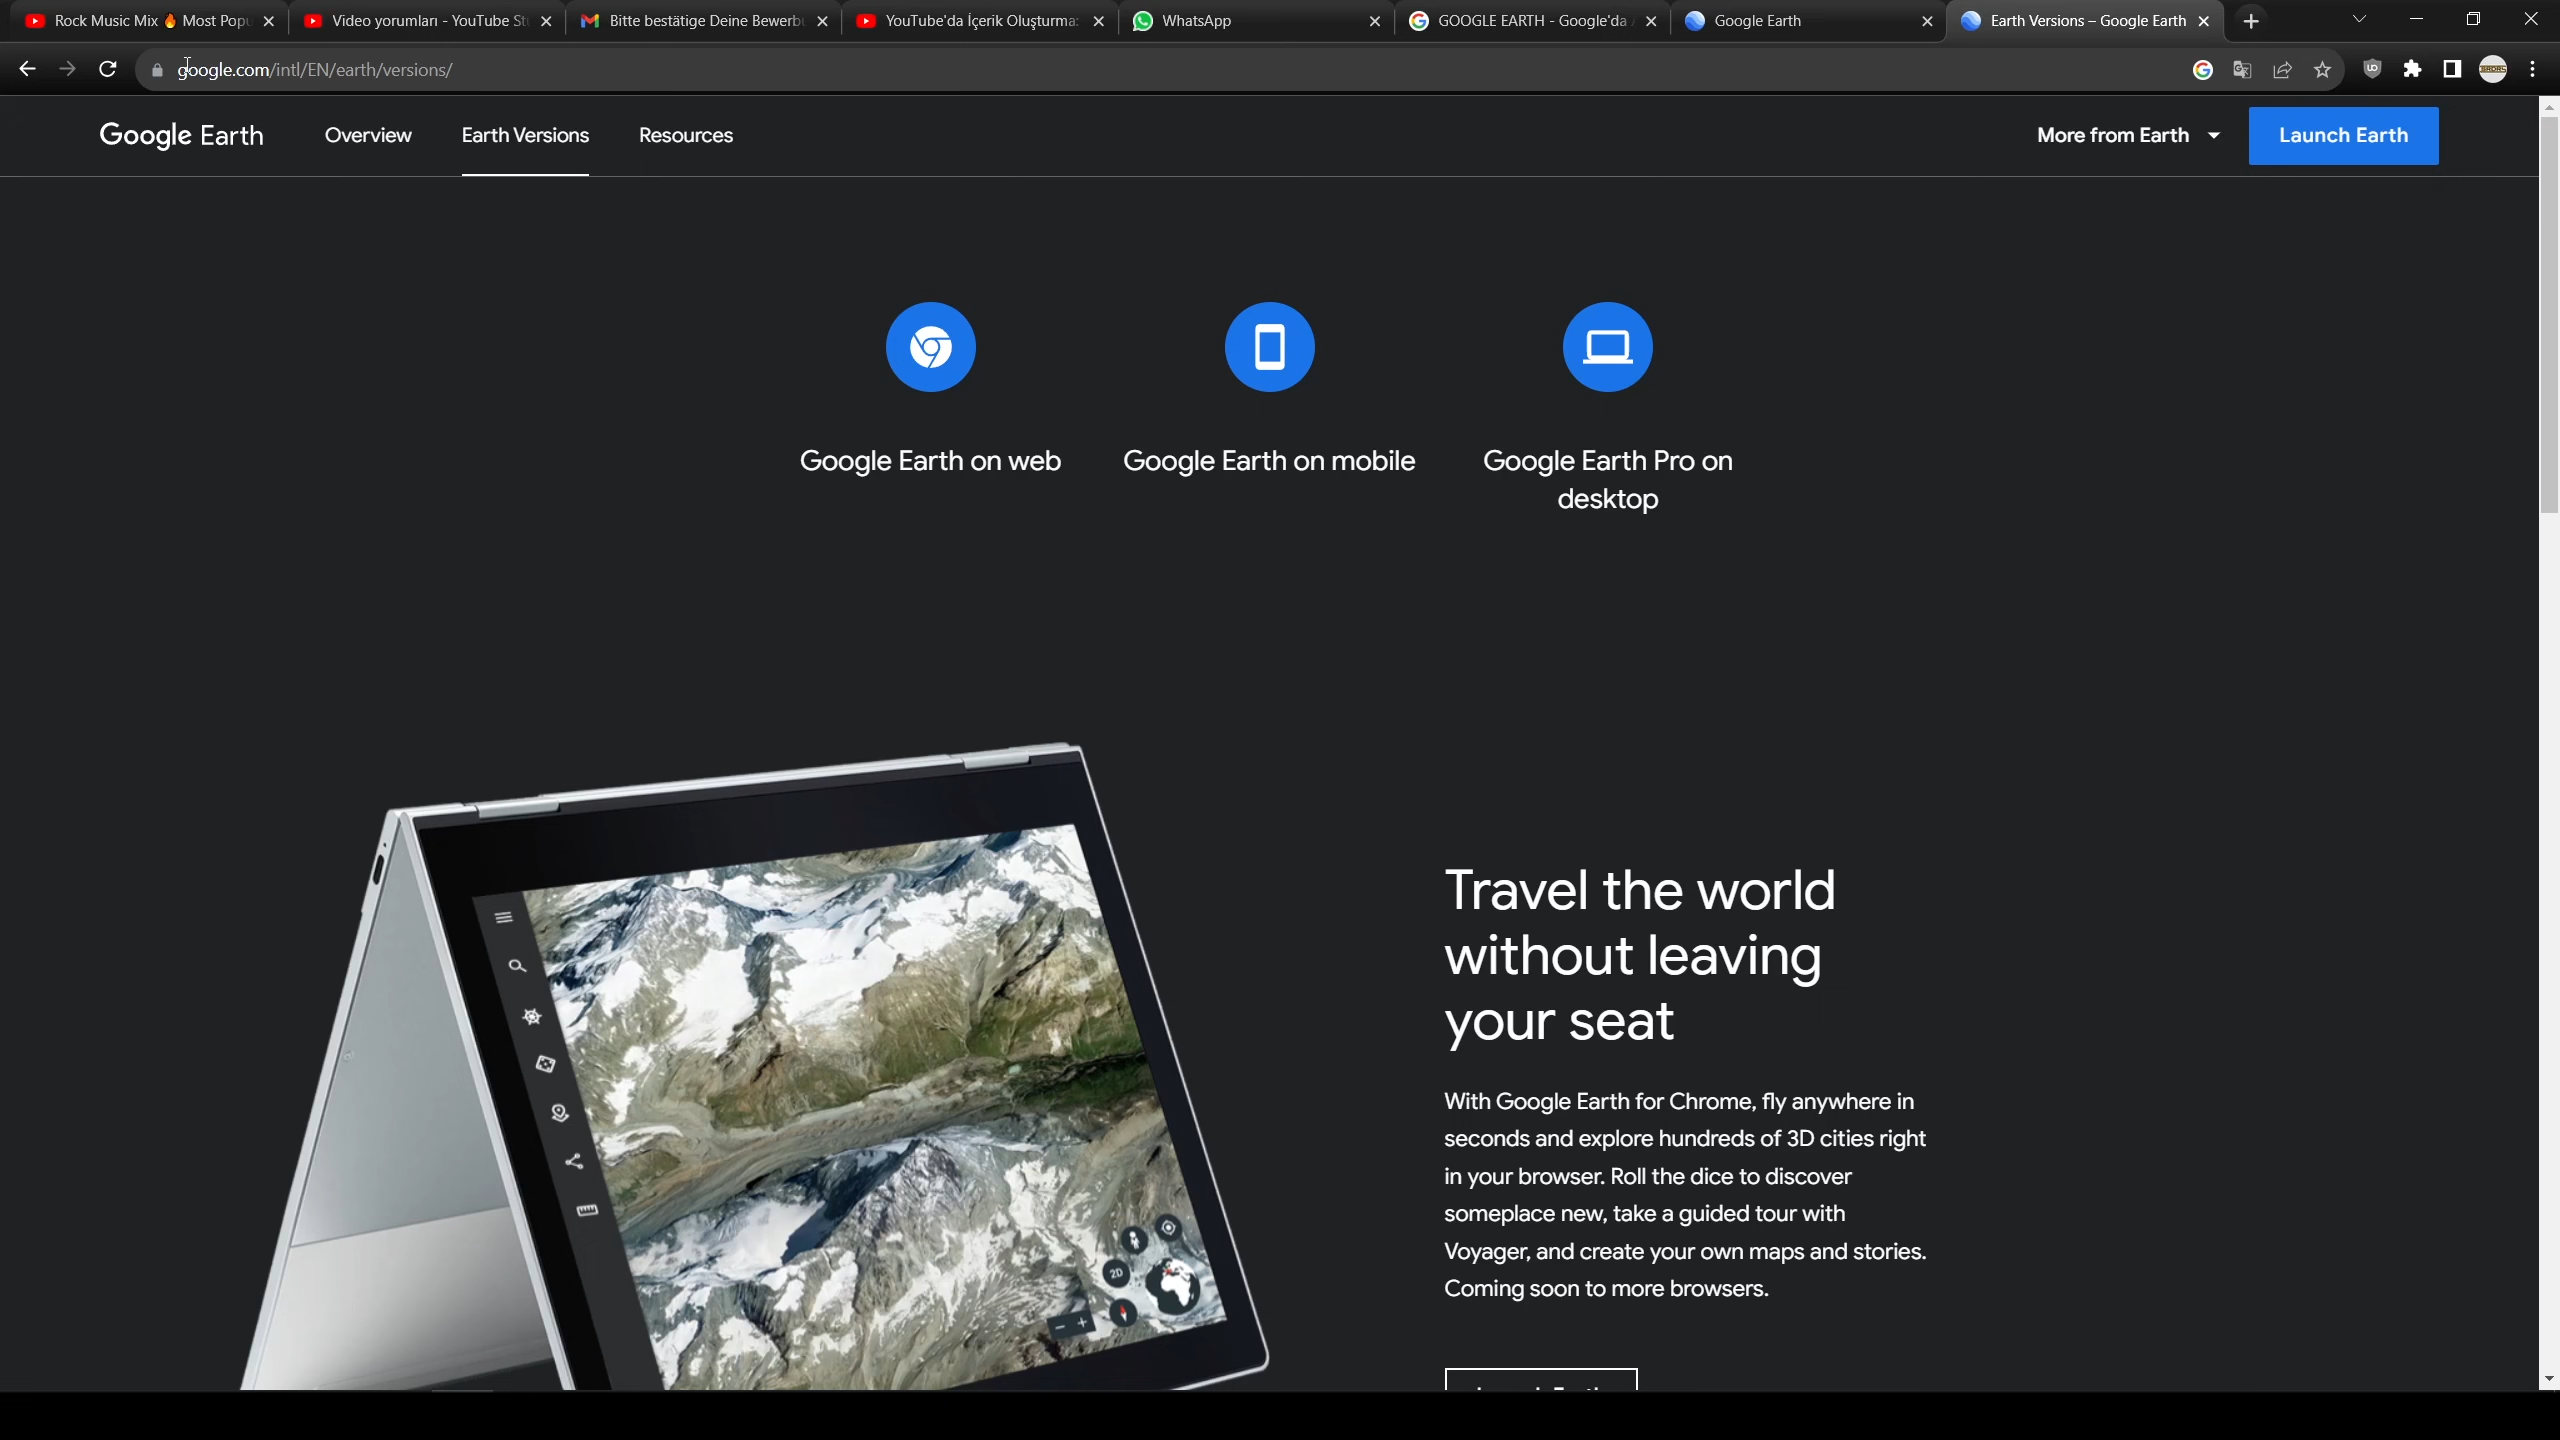 Rock Music Mix 🔥 Most Popu
Video yorumları - YouTube St
Bitte bestätige Deine Bewerbu
YouTube'da İçerik Oluşturma:
WhatsApp
GOOGLE EARTH - Google'da A
Google Earth
Earth Versions – Google Earth
google.com/intl/EN/earth/versions/
Google Earth
Overview
Earth Versions
Resources
More from Earth
Launch Earth
Google Earth on web
Google Earth on mobile
Google Earth Pro on
desktop
Travel the world
without leaving
your seat
With Google Earth for Chrome, fly anywhere in
seconds and explore hundreds of 3D cities right
in your browser. Roll the dice to discover
someplace new, take a guided tour with
Voyager, and create your own maps and stories.
Coming soon to more browsers.
2D